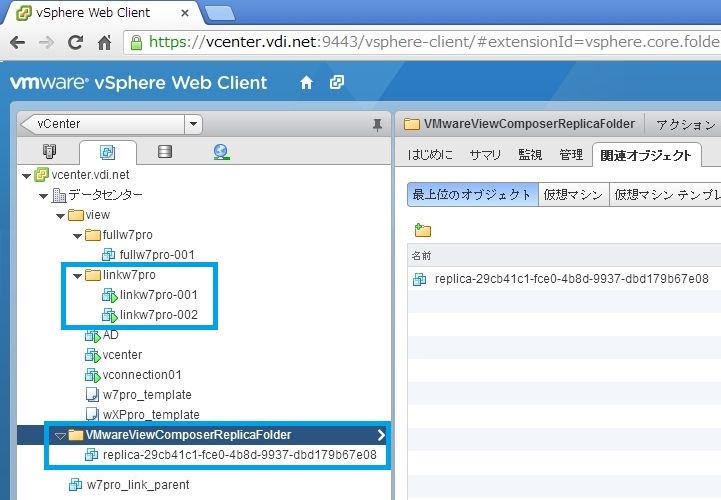 vSphere Web Client
https://vcenter.vdi.net:9443/vsphere-client/#extensionId=vsphere.core.folde
vmware® vSphere Web Client
vCenter
VMwareViewComposerReplicaFolder
アクション
はじめに サマリ 監視 管理 関連オブジェクト
最上位のオブジェクト 仮想マシン 仮想マシン テンプレ
名前
replica-29cb41c1-fce0-4b8d-9937-dbd179b67e08
vcenter.vdi.net
データセンター
view
fullw7pro
fullw7pro-001
linkw7pro
linkw7pro-001
linkw7pro-002
AD
vcenter
vconnection01
w7pro_template
wXPpro_template
VMwareViewComposerReplicaFolder
replica-29cb41c1-fce0-4b8d-9937-dbd179b67e08
w7pro_link_parent